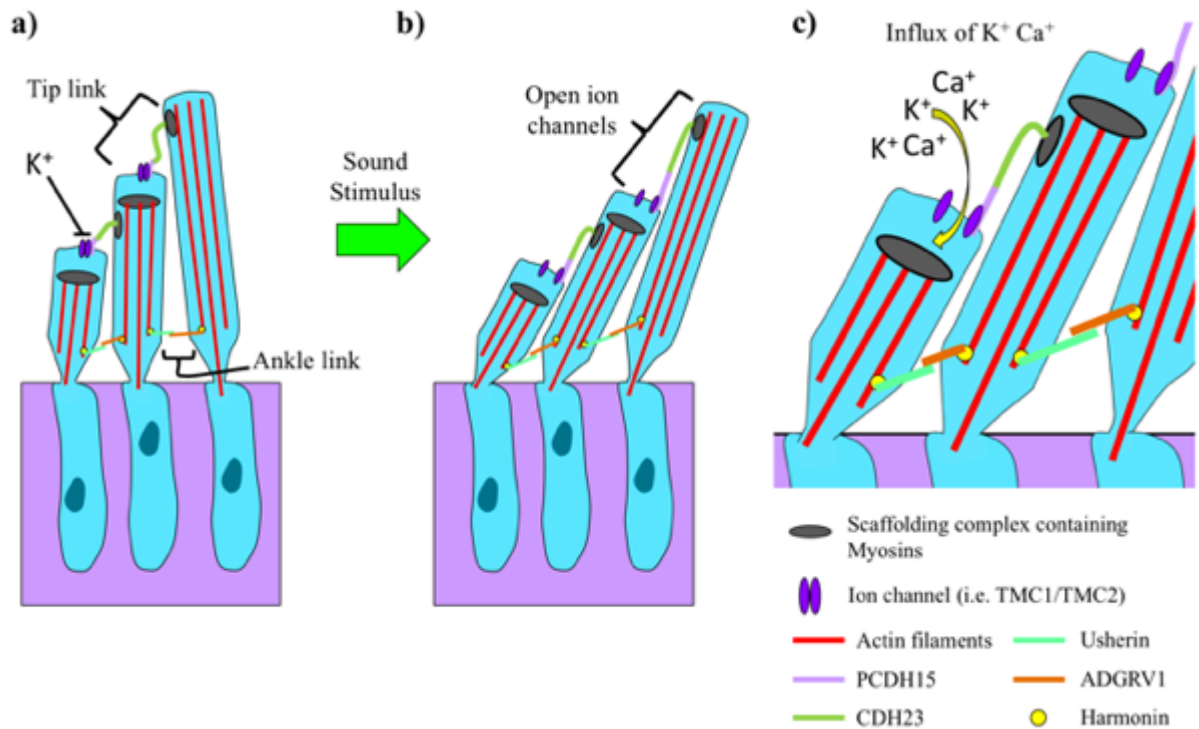 a)
Tip link
K⁺
Ankle link
Sound
Stimulus
b)
Open ion
channels
c)
Influx of K⁺ Ca⁺
Ca⁺
K⁺ K⁺
K⁺ Ca⁺
Scaffolding complex containing
Myosins
Ion channel (i.e. TMC1/TMC2)
Actin filaments
Usherin
PCDH15
ADGRV1
CDH23
Harmonin